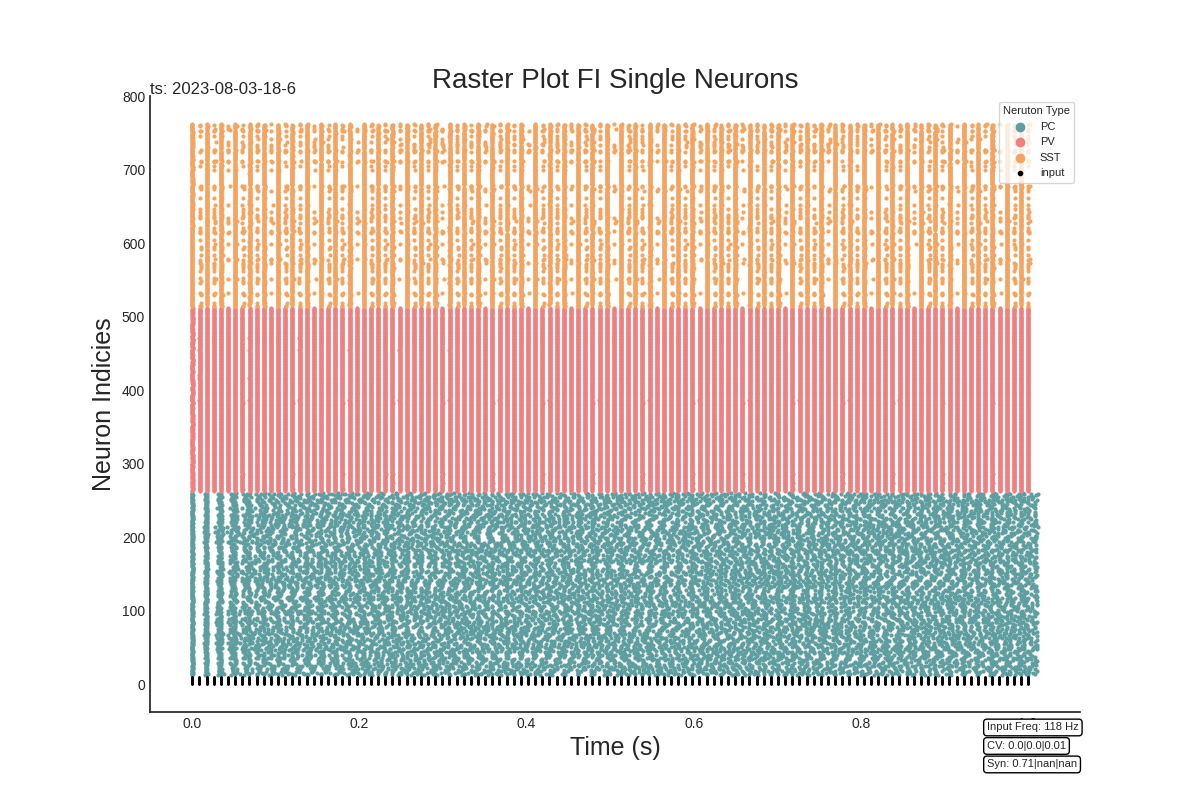 Raster Plot FI Single Neurons
ts: 2023-08-03-18-6
Neruton Type
PC
PV
SST
input
800
700
600
500
400
300
200
100
0
Neuron Indicies
0.0 0.2 0.4 0.6 0.8
Time (s)
Input Freq: 118 Hz
CV: 0.0|0.0|0.01
Syn: 0.71|nan|nan